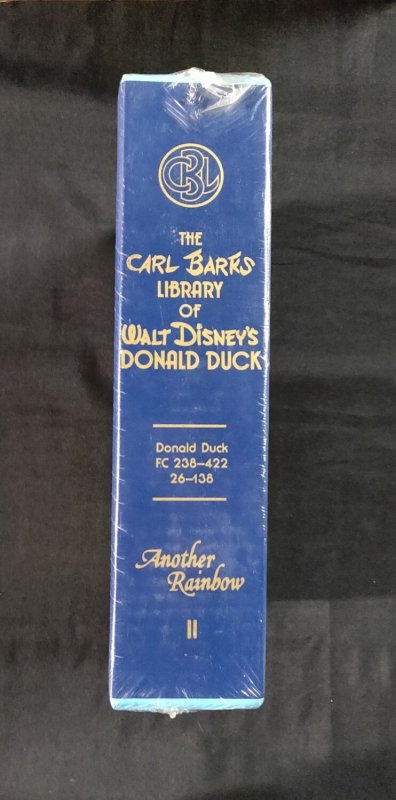 CBL
THE
CARL BARKS
LIBRARY
OF
WALT DISNEY'S
DONALD DUCK
Donald Duck
FC 238–422
26–138
Another
Rainbow
II